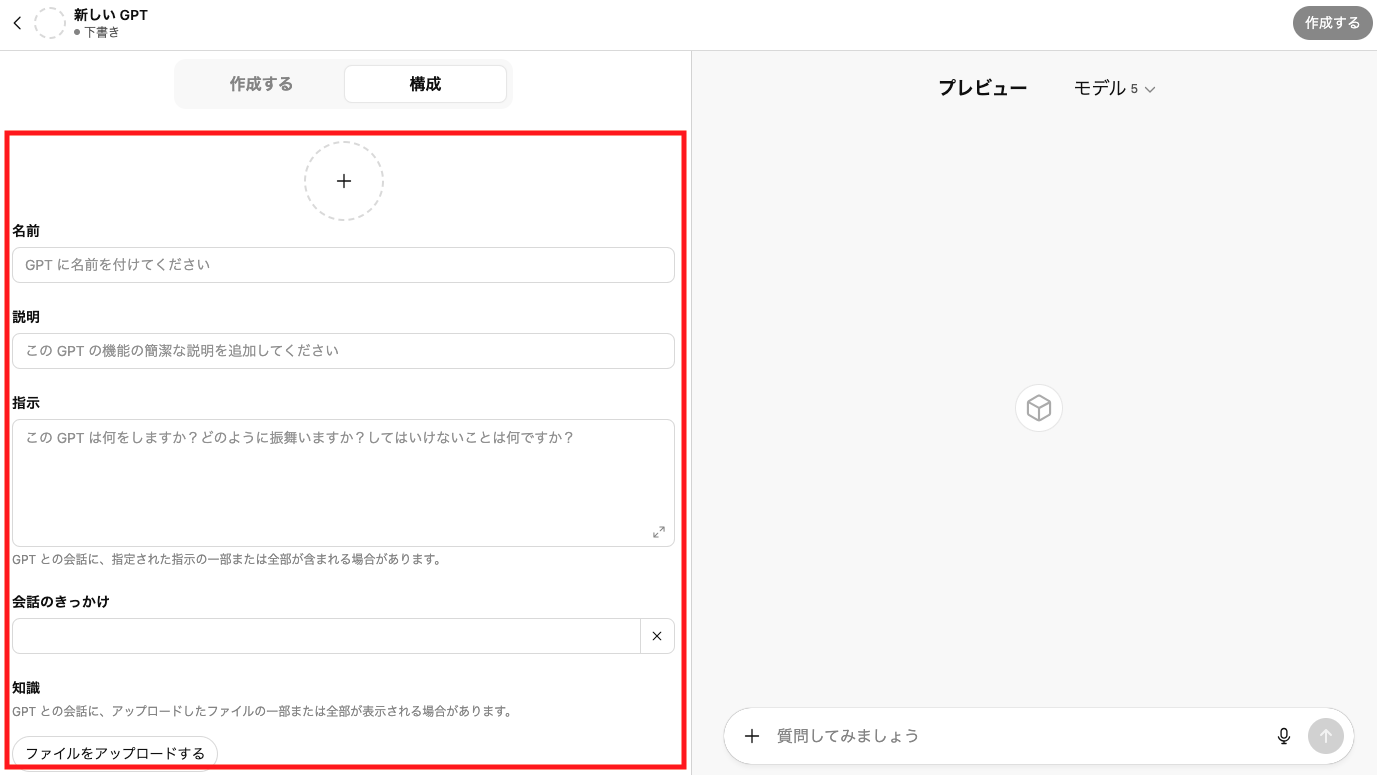 新しい GPT
下書き
作成する
作成する
構成
プレビュー
モデル 5
名前
GPT に名前を付けてください
説明
この GPT の機能の簡潔な説明を追加してください
指示
この GPT は何をしますか？どのように振舞いますか？してはいけないことは何ですか？
GPT との会話に、指定された指示の一部または全部が含まれる場合があります。
会話のきっかけ
知識
GPT との会話に、アップロードしたファイルの一部または全部が表示される場合があります。
ファイルをアップロードする
質問してみましょう